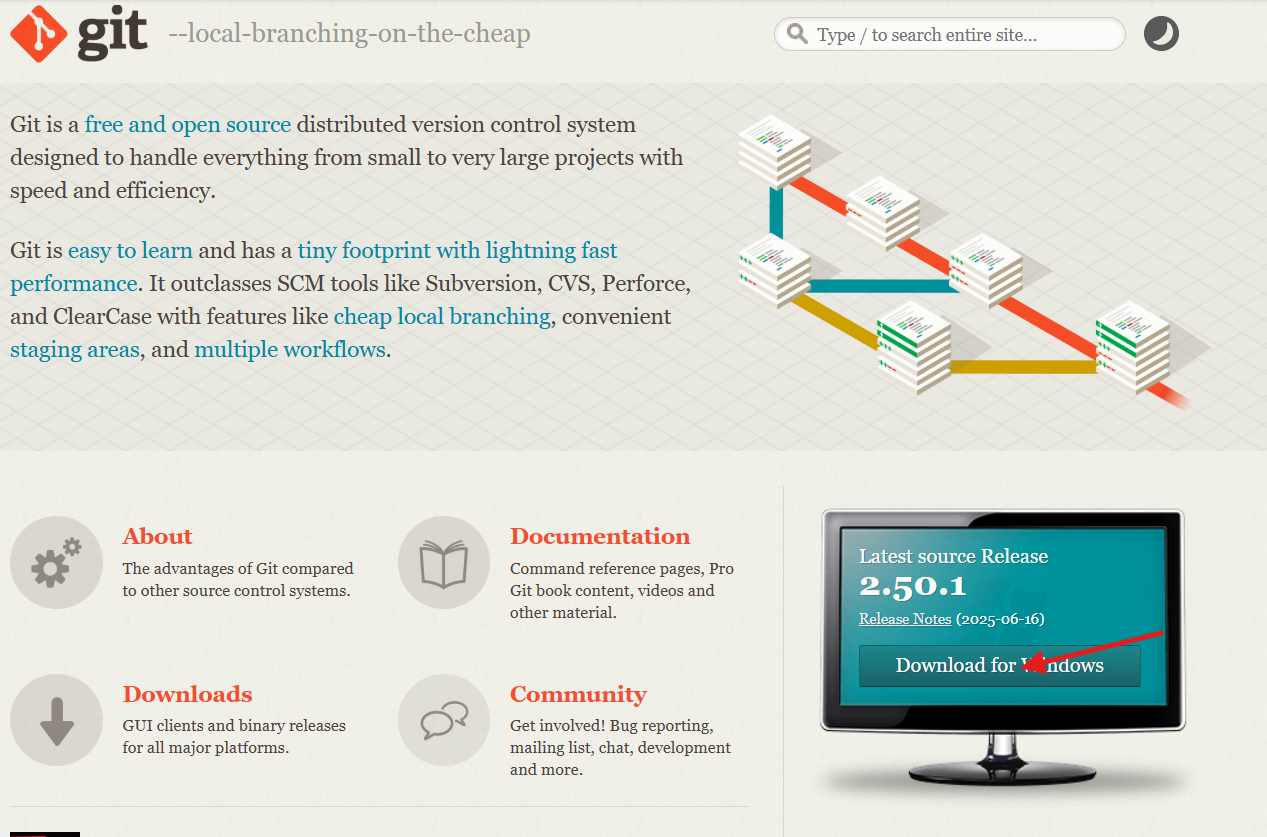 git --local-branching-on-the-cheap
Type / to search entire site...
Git is a free and open source distributed version control system
designed to handle everything from small to very large projects with
speed and efficiency.
Git is easy to learn and has a tiny footprint with lightning fast
performance. It outclasses SCM tools like Subversion, CVS, Perforce,
and ClearCase with features like cheap local branching, convenient
staging areas, and multiple workflows.
About
The advantages of Git compared
to other source control systems.
Documentation
Command reference pages, Pro
Git book content, videos and
other material.
Downloads
GUI clients and binary releases
for all major platforms.
Community
Get involved! Bug reporting,
mailing list, chat, development
and more.
Latest source Release
2.50.1
Release Notes (2025-06-16)
Download for Windows